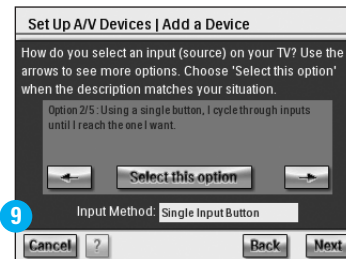 Set Up A/V Devices | Add a Device
How do you select an input (source) on your TV? Use the
arrows to see more options. Choose 'Select this option'
when the description matches your situation.
Option 2/5 : Using a single button, I cycle through inputs
until I reach the one I want.
Select this option
9
Input Method: Single Input Button
Cancel ? Back Next